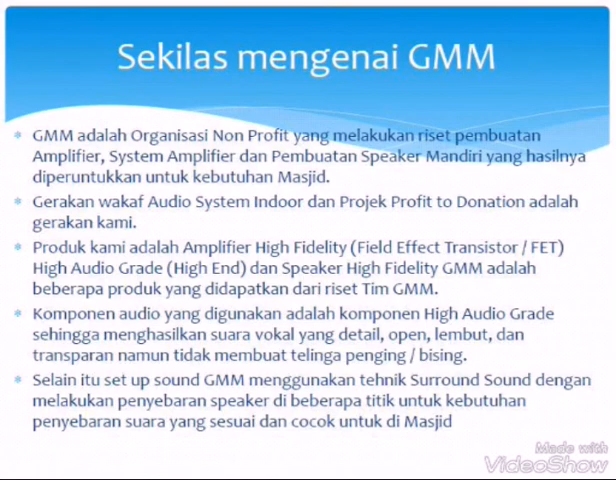 Sekilas mengenai GMM
GMM adalah Organisasi Non Profit yang melakukan riset pembuatan
Amplifier, System Amplifier dan Pembuatan Speaker Mandiri yang hasilnya
diperuntukkan untuk kebutuhan Masjid.
Gerakan wakaf Audio System Indoor dan Projek Profit to Donation adalah
gerakan kami.
Produk kami adalah Amplifier High Fidelity (Field Effect Transistor / FET)
High Audio Grade (High End) dan Speaker High Fidelity GMM adalah
beberapa produk yang didapatkan dari riset Tim GMM.
Komponen audio yang digunakan adalah komponen High Audio Grade
sehingga menghasilkan suara vokal yang detail, open, lembut, dan
transparan namun tidak membuat telinga penging / bising.
Selain itu set up sound GMM menggunakan tehnik Surround Sound dengan
melakukan penyebaran speaker di beberapa titik untuk kebutuhan
penyebaran suara yang sesuai dan cocok untuk di Masjid
Made with
VideoShow